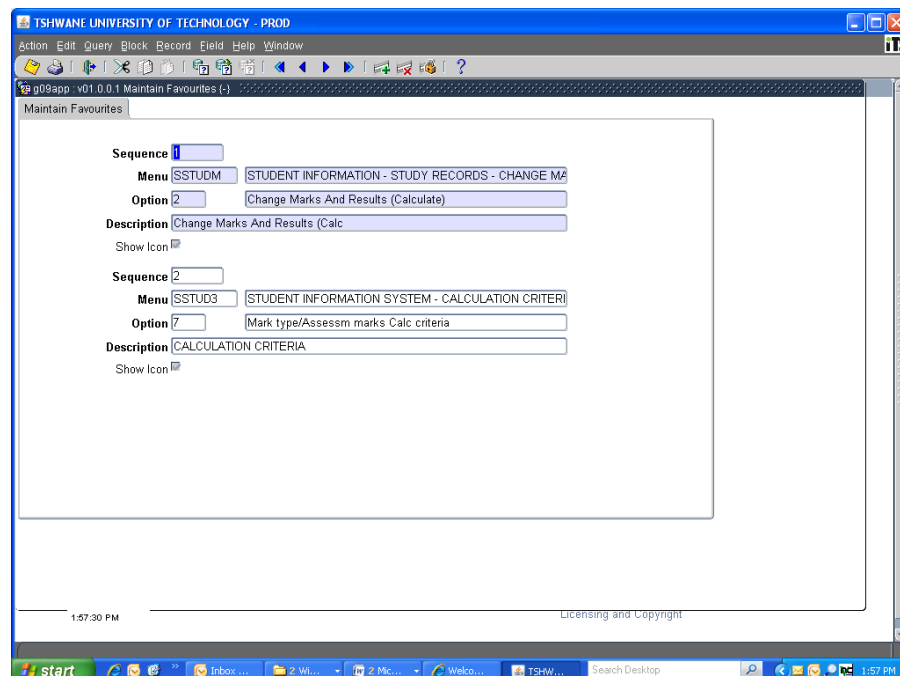 TSHWANE UNIVERSITY OF TECHNOLOGY - PROD
Action Edit Query Block Record Field Help Window
g09app : v01.0.0.1 Maintain Favourites {-}
Maintain Favourites
Sequence 1
Menu SSTUDM STUDENT INFORMATION - STUDY RECORDS - CHANGE MA
Option 2 Change Marks And Results (Calculate)
Description Change Marks And Results (Calc
Show Icon
Sequence 2
Menu SSTUD3 STUDENT INFORMATION SYSTEM - CALCULATION CRITERI
Option 7 Mark type/Assessm marks Calc criteria
Description CALCULATION CRITERIA
Show Icon
1:57:30 PM Licensing and Copyright
start Inbox ... 2 Wi... 2 Mic... Welco... TSHW... Search Desktop 1:57 PM